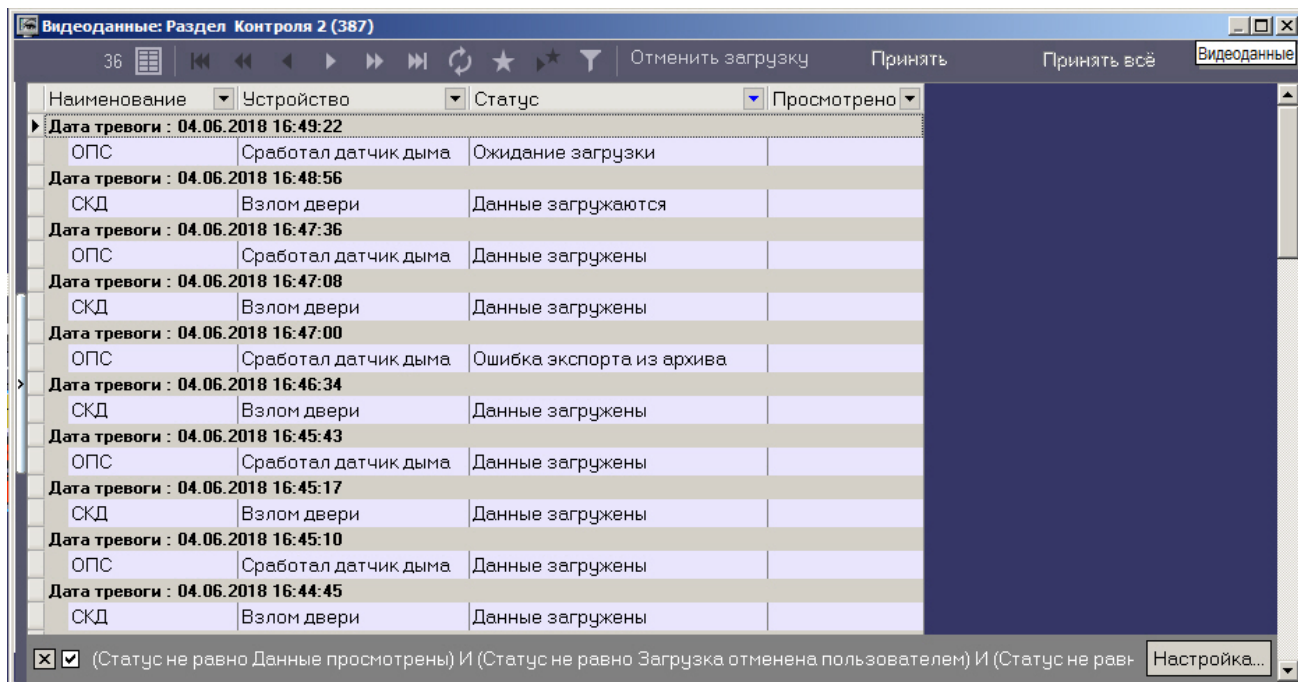 Видеоданные: Раздел Контроля 2 (387)
36 Отменить загрузку Принять Принять всё Видеоданные
Наименование Устройство Статус Просмотрено
Дата тревоги : 04.06.2018 16:49:22
ОПС Сработал датчик дыма Ожидание загрузки
Дата тревоги : 04.06.2018 16:48:56
СКД Взлом двери Данные загружаются
Дата тревоги : 04.06.2018 16:47:36
ОПС Сработал датчик дыма Данные загружены
Дата тревоги : 04.06.2018 16:47:08
СКД Взлом двери Данные загружены
Дата тревоги : 04.06.2018 16:47:00
ОПС Сработал датчик дыма Ошибка экспорта из архива
Дата тревоги : 04.06.2018 16:46:34
СКД Взлом двери Данные загружены
Дата тревоги : 04.06.2018 16:45:43
ОПС Сработал датчик дыма Данные загружены
Дата тревоги : 04.06.2018 16:45:17
СКД Взлом двери Данные загружены
Дата тревоги : 04.06.2018 16:45:10
ОПС Сработал датчик дыма Данные загружены
Дата тревоги : 04.06.2018 16:44:45
СКД Взлом двери Данные загружены
(Статус не равно Данные просмотрены) И (Статус не равно Загрузка отменена пользователем) И (Статус не равн Настройка...